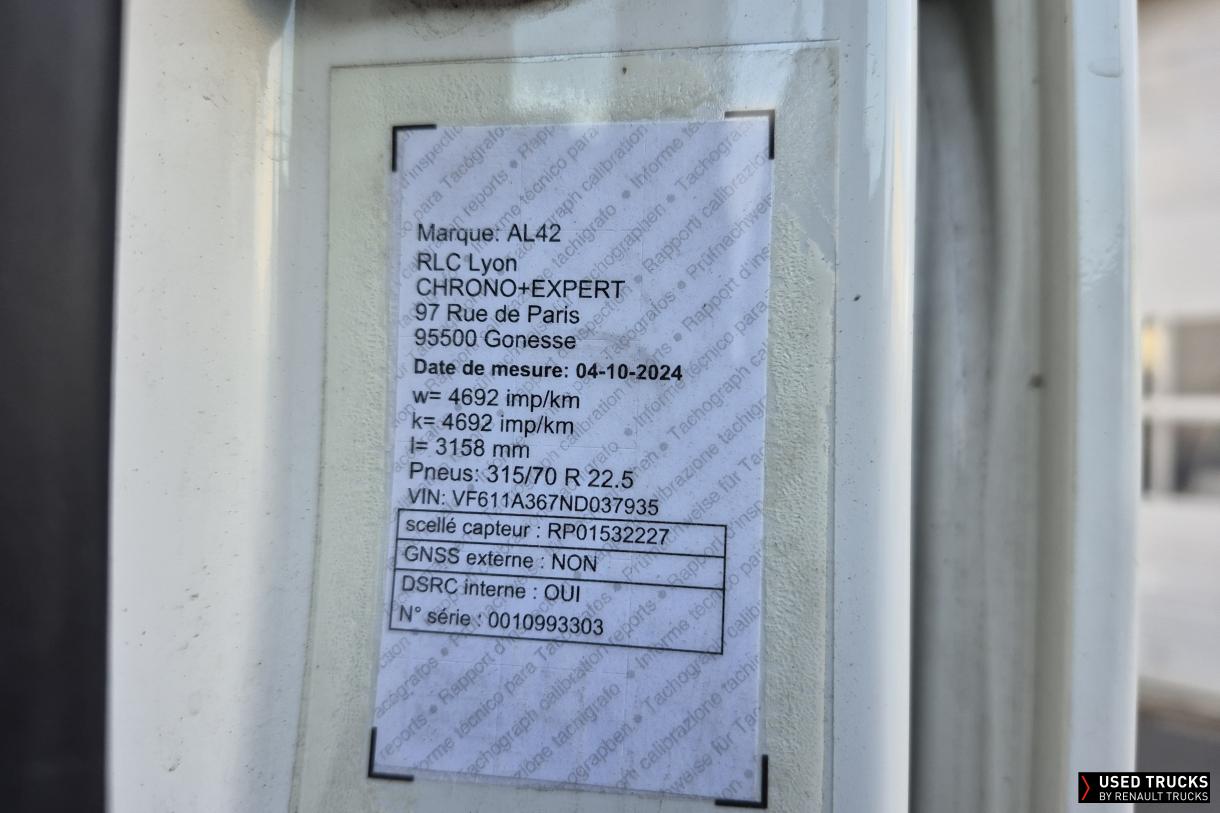 Marque: AL42
RLC Lyon
CHRONO+EXPERT
97 Rue de Paris
95500 Gonesse
Date de mesure: 04-10-2024
w= 4692 imp/km
k= 4692 imp/km
l= 3158 mm
Pneus: 315/70 R 22.5
VIN: VF611A367ND037935
scellé capteur : RP01532227
GNSS externe : NON
DSRC interne : OUI
N° série : 0010993303
USED TRUCKS
BY RENAULT TRUCKS